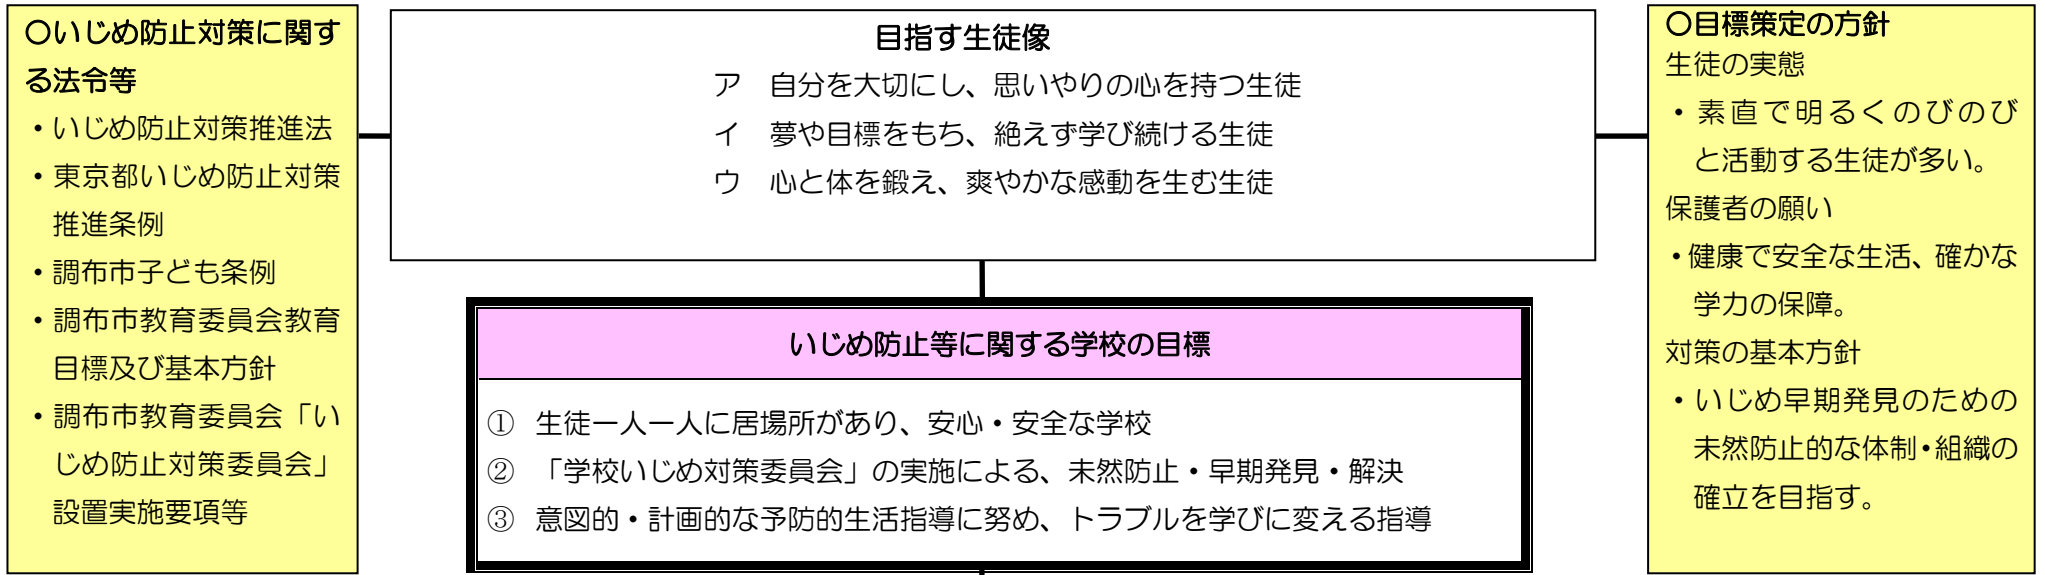 〇いじめ防止対策に関す
る法令等
・いじめ防止対策推進法
・東京都いじめ防止対策
推進条例
・調布市子ども条例
・調布市教育委員会教育
目標及び基本方針
・調布市教育委員会「い
じめ防止対策委員会」
設置実施要項等
目指す生徒像
ア　自分を大切にし、思いやりの心を持つ生徒
イ　夢や目標をもち、絶えず学び続ける生徒
ウ　心と体を鍛え、爽やかな感動を生む生徒
いじめ防止等に関する学校の目標
①　生徒一人一人に居場所があり、安心・安全な学校
②　「学校いじめ対策委員会」の実施による、未然防止・早期発見・解決
③　意図的・計画的な予防的生活指導に努め、トラブルを学びに変える指導
〇目標策定の方針
生徒の実態
・素直で明るくのびのび
と活動する生徒が多い。
保護者の願い
・健康で安全な生活、確かな
学力の保障。
対策の基本方針
・いじめ早期発見のための
未然防止的な体制・組織の
確立を目指す。